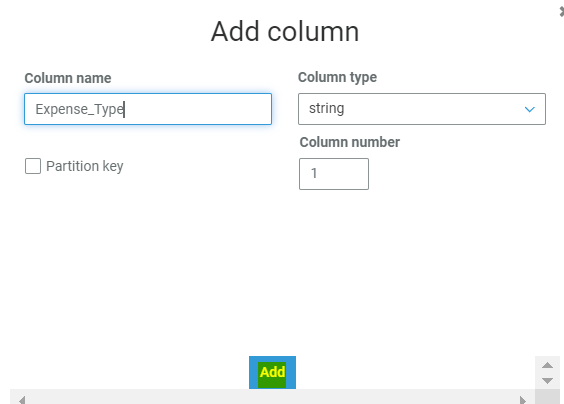 Add column
Column name
Column type
Expense_Type
string
Column number
Partition key
1
Add